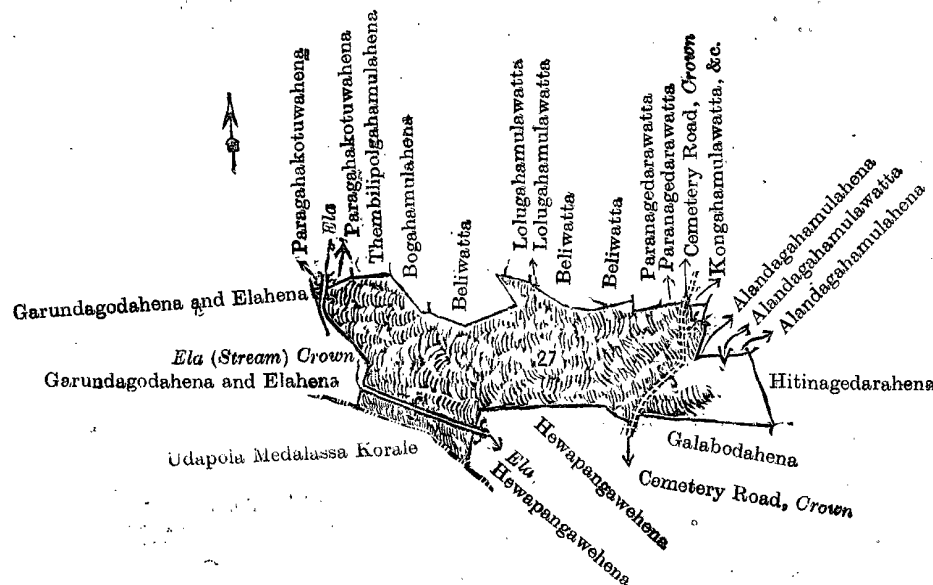 Paragahakotuwahena
Ela
Paragahakotuwahena
Thembilipolgahamulahena
Bogahamulahena
Beliwatta
Lolugahamulawatta
Lolugahamulawatta
Beliwatta
Beliwatta
Paranagedarawatta
Paranagedarawatta
Cemetery Road, Crown
Kongahamulawatta, &c.
Alandagahamulahena
Alandagahamulawatta
Alandagahamulahena
Garundagodahena and Elahena
27
Ela (Stream) Crown
Garundagodahena and Elahena
Hitinagedarahena
Udapola Medalassa Korale
Ela
Hewapangawehena
Hewapangawehena
Galabodahena
Cemetery Road, Crown